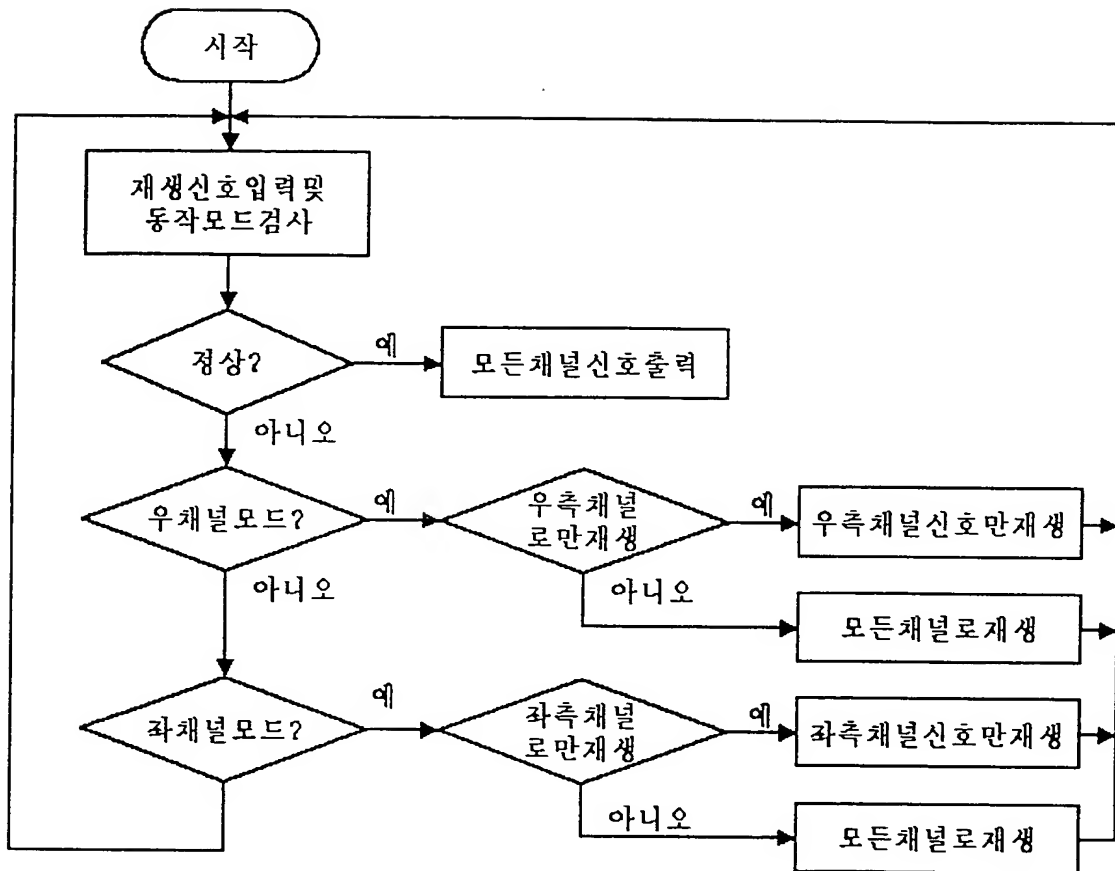 시작
재생신호입력및
동작모드검사
정상?
예
모든채널신호출력
아니오
우채널모드?
예
우측채널
로만재생
예
우측채널신호만재생
아니오
아니오
모든채널로재생
좌채널모드?
예
좌측채널
로만재생
예
좌측채널신호만재생
아니오
모든채널로재생